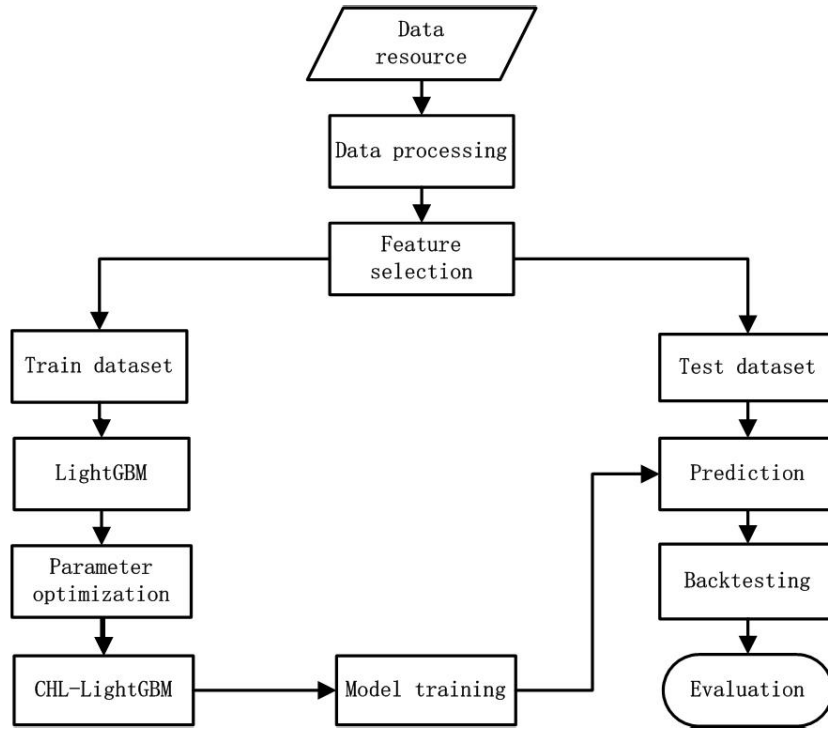 Data
resource
Data processing
Feature
selection
Train dataset
Test dataset
LightGBM
Prediction
Parameter
optimization
Backtesting
CHL-LightGBM
Model training
Evaluation